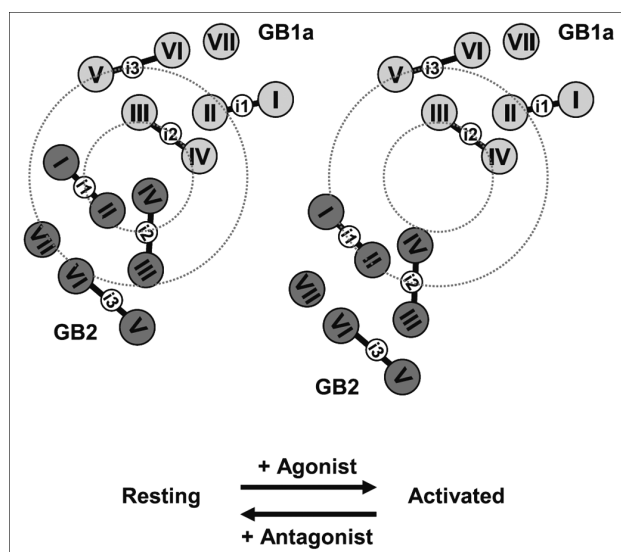 GB1a
VII
VI
V
i3
II
i1
I
III
i2
IV
I
i1
II
IV
i2
III
VII
VI
i3
V
GB2
GB1a
VII
VI
V
i3
II
i1
I
III
i2
IV
I
i1
II
IV
i2
III
VII
VI
i3
V
GB2
+ Agonist
Resting
Activated
+ Antagonist